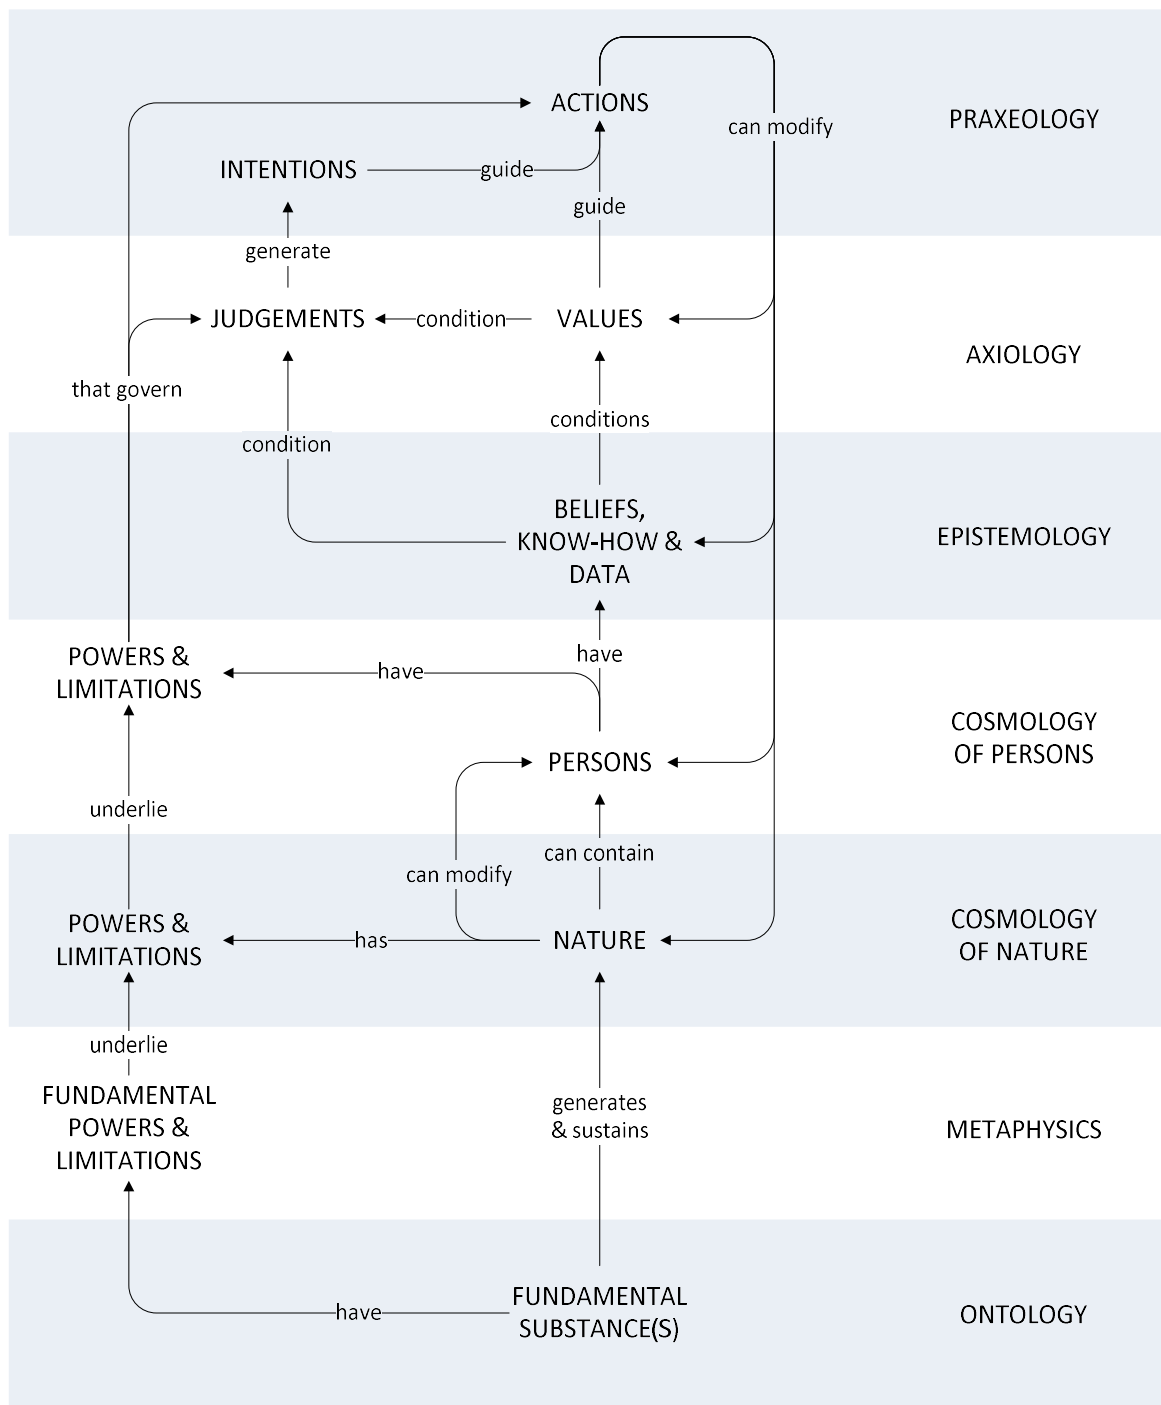 ACTIONS
can modify
PRAXEOLOGY
INTENTIONS
guide
guide
generate
JUDGEMENTS
condition
VALUES
AXIOLOGY
that govern
conditions
condition
BELIEFS,
KNOW-HOW &
DATA
EPISTEMOLOGY
POWERS &
LIMITATIONS
have
have
COSMOLOGY
OF PERSONS
PERSONS
underlie
can contain
can modify
POWERS &
LIMITATIONS
has
NATURE
COSMOLOGY
OF NATURE
underlie
FUNDAMENTAL
POWERS &
LIMITATIONS
generates
& sustains
METAPHYSICS
have
FUNDAMENTAL
SUBSTANCE(S)
ONTOLOGY